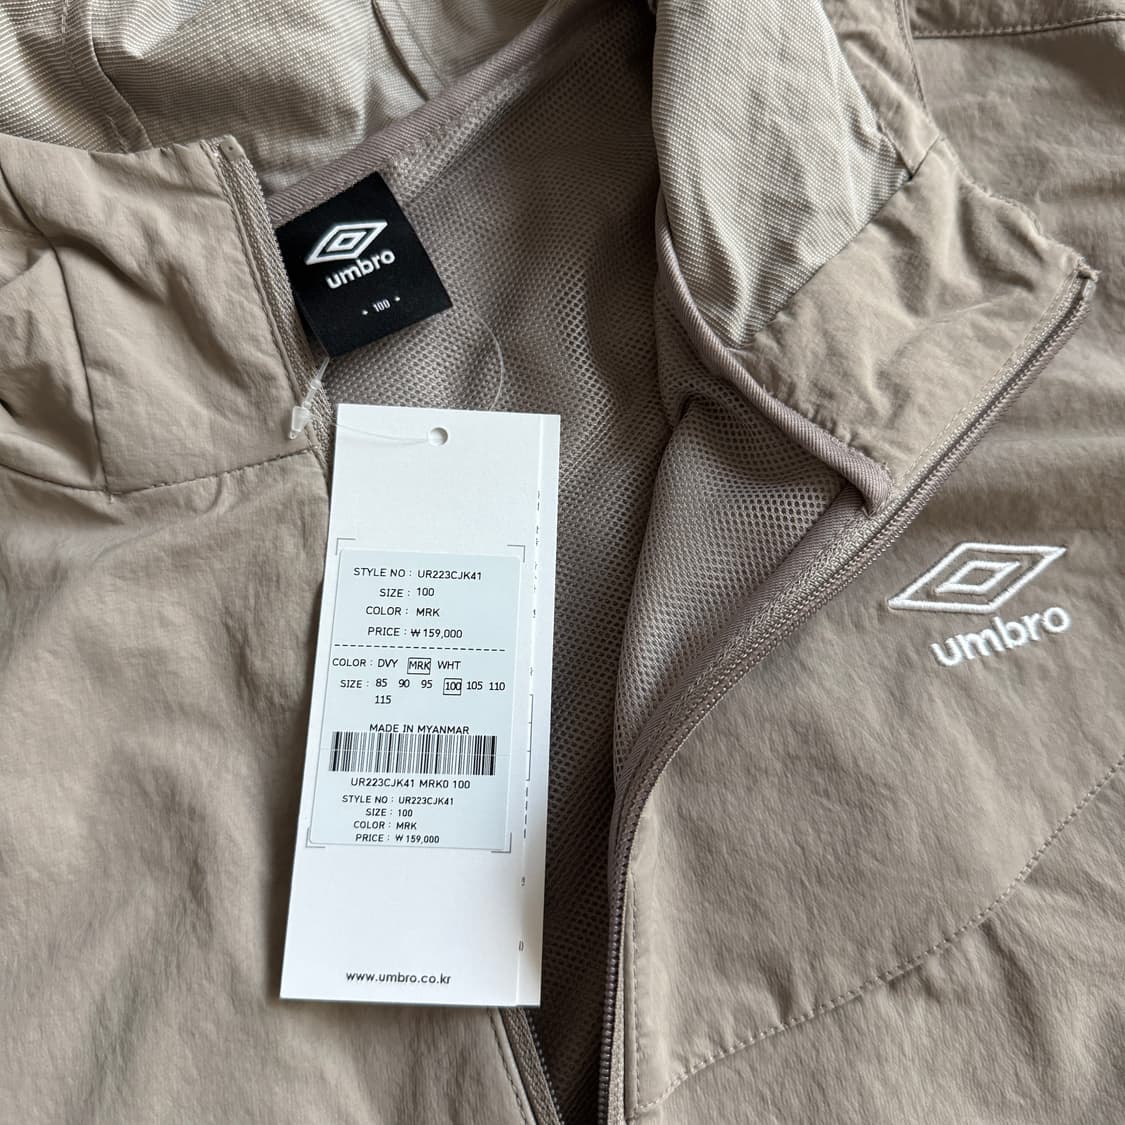 umbro
• 100 •
STYLE NO : UR223CJK41
SIZE : 100
COLOR : MRK
PRICE : ₩ 159,000
COLOR : DVY MRK WHT
SIZE : 85 90 95 100 105 110
115
MADE IN MYANMAR
UR223CJK41 MRK0 100
STYLE NO : UR223CJK41
SIZE : 100
COLOR : MRK
PRICE : ₩ 159,000
www.umbro.co.kr
umbro